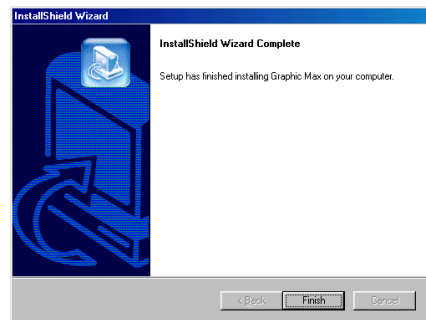 InstallShield Wizard
InstallShield Wizard Complete
Setup has finished installing Graphic Max on your computer.
< Back
Finish
Cancel